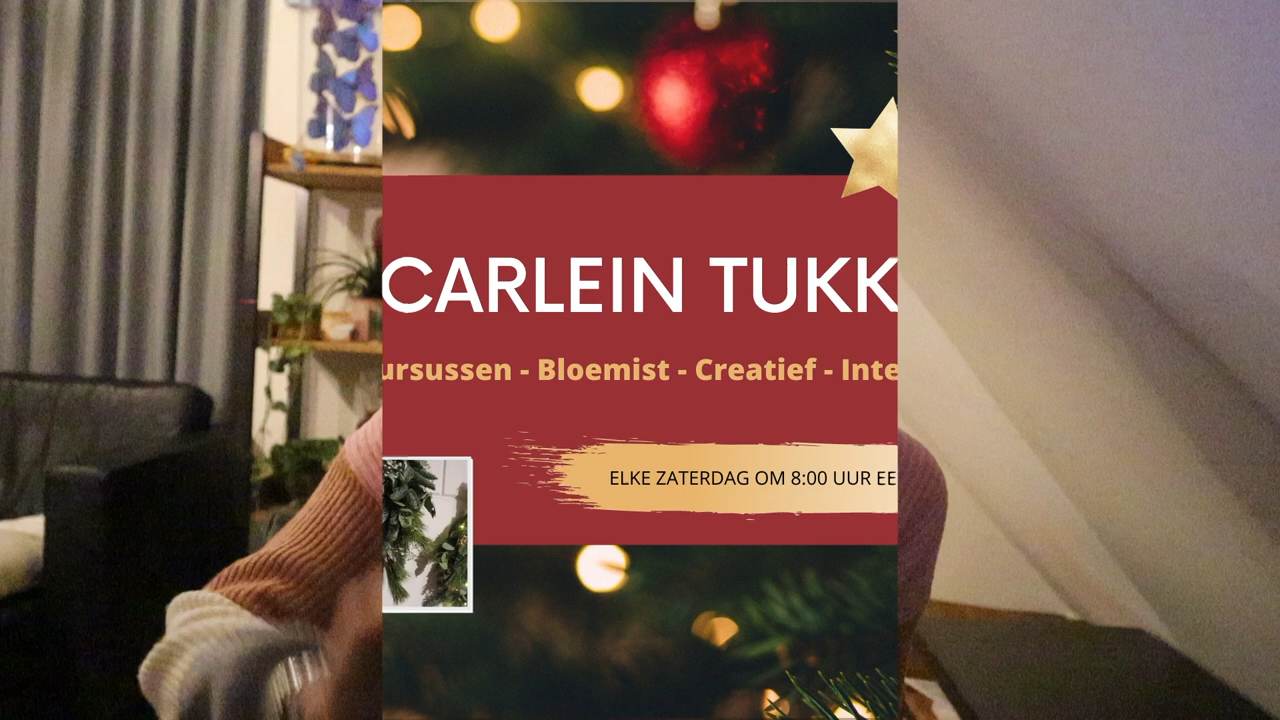 CARLEIN TUKK
ursussen - Bloemist - Creatief - Inte
ELKE ZATERDAG OM 8:00 UUR EE